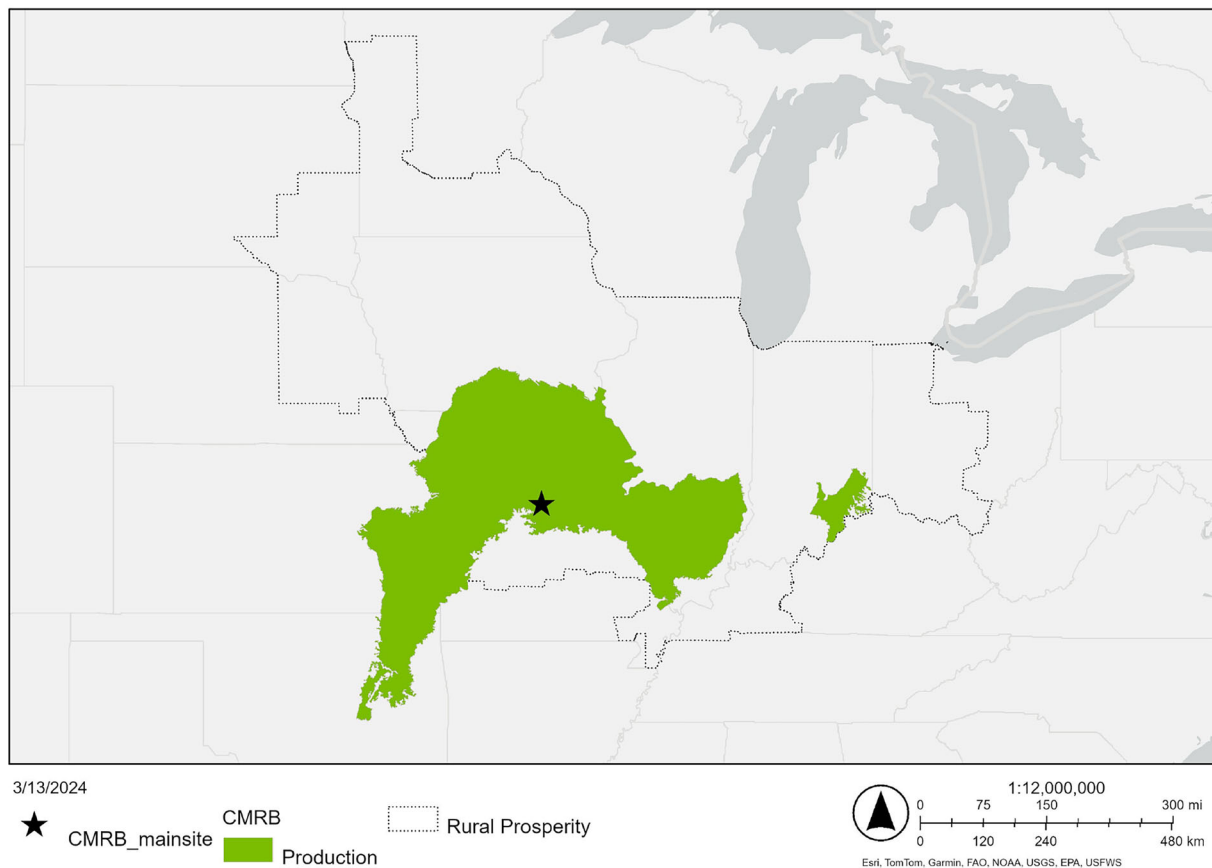 3/13/2024
CMRB_mainsite
CMRB
Production
Rural Prosperity
1:12,000,000
0 75 150 300 mi
0 120 240 480 km
Esri, TomTom, Garmin, FAO, NOAA, USGS, EPA, USFWS